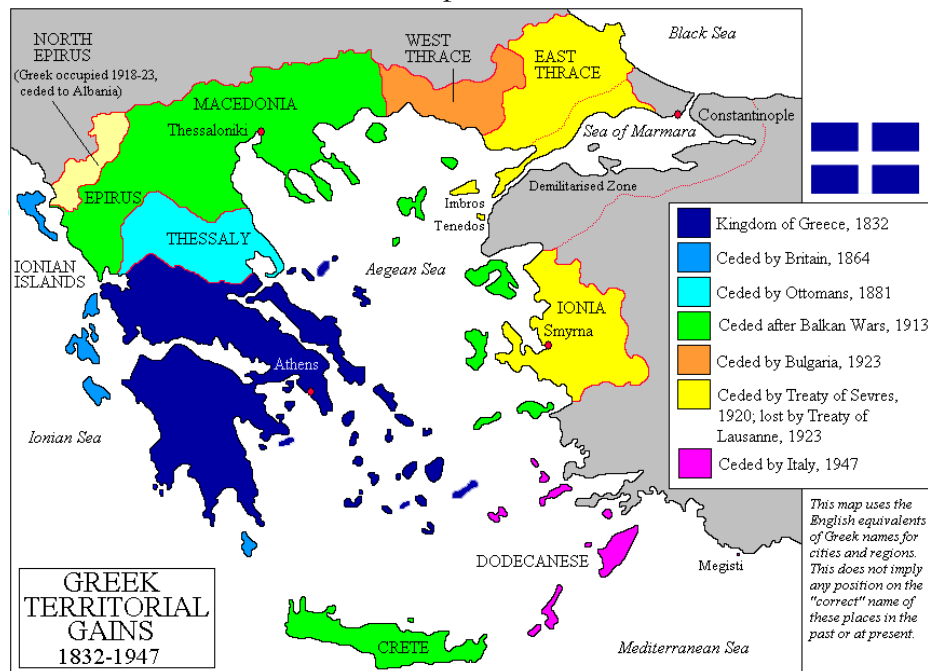 Black Sea
NORTH
EPIRUS
(Greek occupied 1918-23,
ceded to Albania)
WEST
THRACE
EAST
THRACE
MACEDONIA
Thessaloniki
Constantinople
Sea of Marmara
Demilitarised Zone
EPIRUS
Imbros
Tenedos
THESSALY
IONIAN
ISLANDS
Aegean Sea
IONIA
Smyrna
Athens
Ionian Sea
Kingdom of Greece, 1832
Ceded by Britain, 1864
Ceded by Ottomans, 1881
Ceded after Balkan Wars, 1913
Ceded by Bulgaria, 1923
Ceded by Treaty of Sevres,
1920; lost by Treaty of
Lausanne, 1923
Ceded by Italy, 1947
This map uses the
English equivalents
of Greek names for
cities and regions.
This does not imply
any position on the
"correct" name of
these places in the
past or at present.
DODECANESE
Megisti
GREEK
TERRITORIAL
GAINS
1832-1947
CRETE
Mediterranean Sea